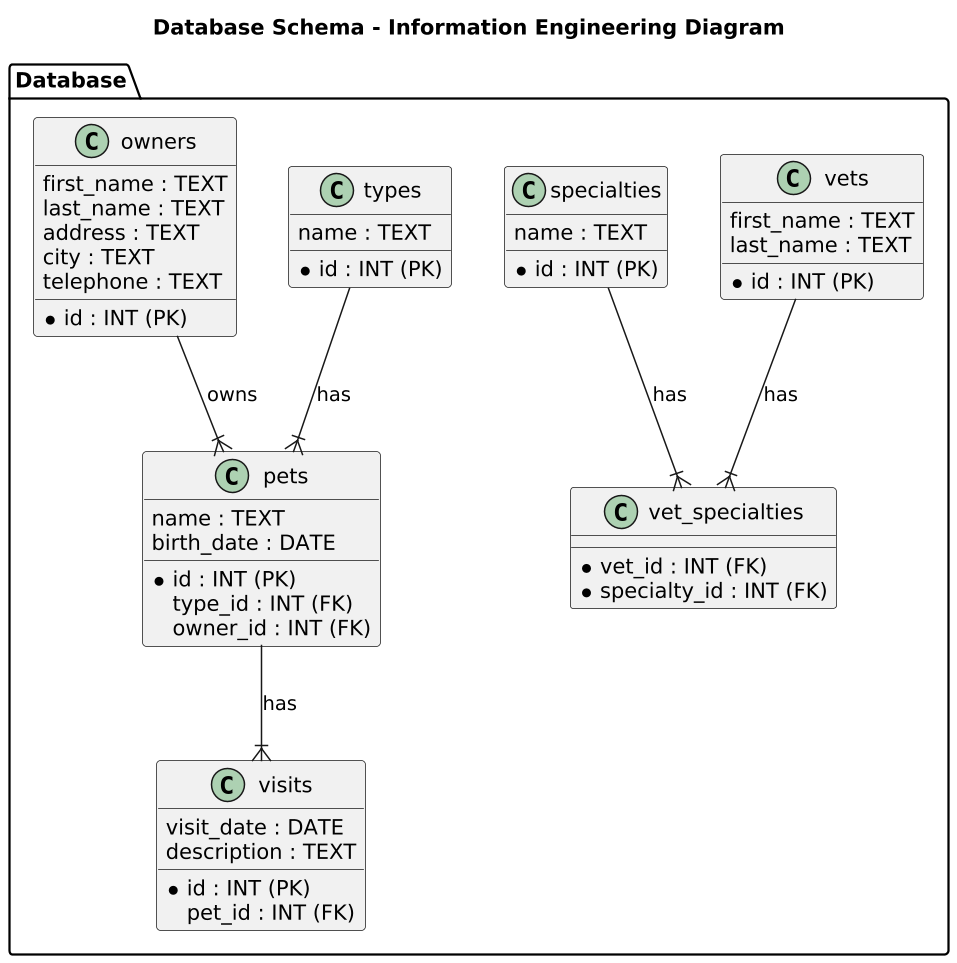 Database Schema - Information Engineering Diagram
Database
C owners
first_name : TEXT
last_name : TEXT
address : TEXT
city : TEXT
telephone : TEXT
* id : INT (PK)
C types
name : TEXT
* id : INT (PK)
C specialties
name : TEXT
* id : INT (PK)
C vets
first_name : TEXT
last_name : TEXT
* id : INT (PK)
owns
has
has
has
C pets
name : TEXT
birth_date : DATE
* id : INT (PK)
type_id : INT (FK)
owner_id : INT (FK)
C vet_specialties
* vet_id : INT (FK)
* specialty_id : INT (FK)
has
C visits
visit_date : DATE
description : TEXT
* id : INT (PK)
pet_id : INT (FK)